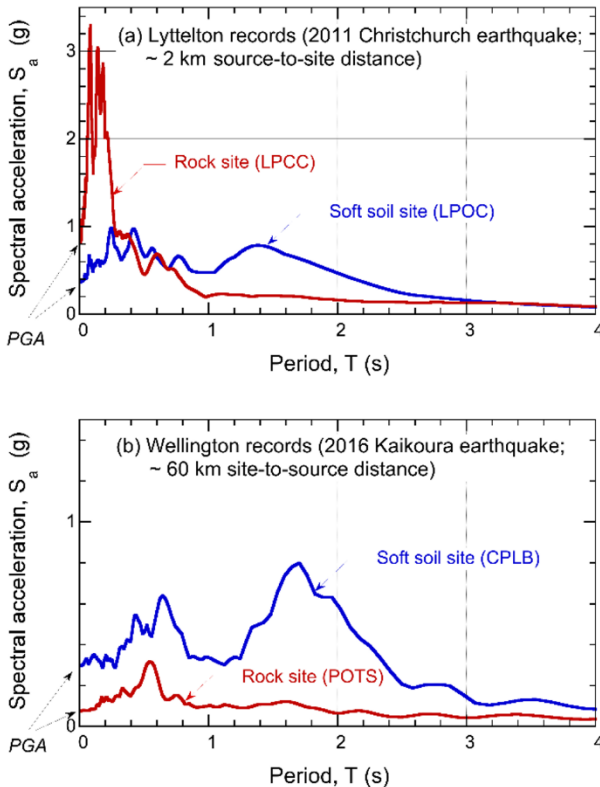 (a) Lyttelton records (2011 Christchurch earthquake;
~ 2 km source-to-site distance)
Spectral acceleration, Sₐ (g)
3
2
1
0
Rock site (LPCC)
Soft soil site (LPOC)
PGA
0 1 2 3 4
Period, T (s)
(b) Wellington records (2016 Kaikoura earthquake;
~ 60 km site-to-source distance)
Spectral acceleration, Sₐ (g)
1
0
Soft soil site (CPLB)
Rock site (POTS)
PGA
0 1 2 3 4
Period, T (s)